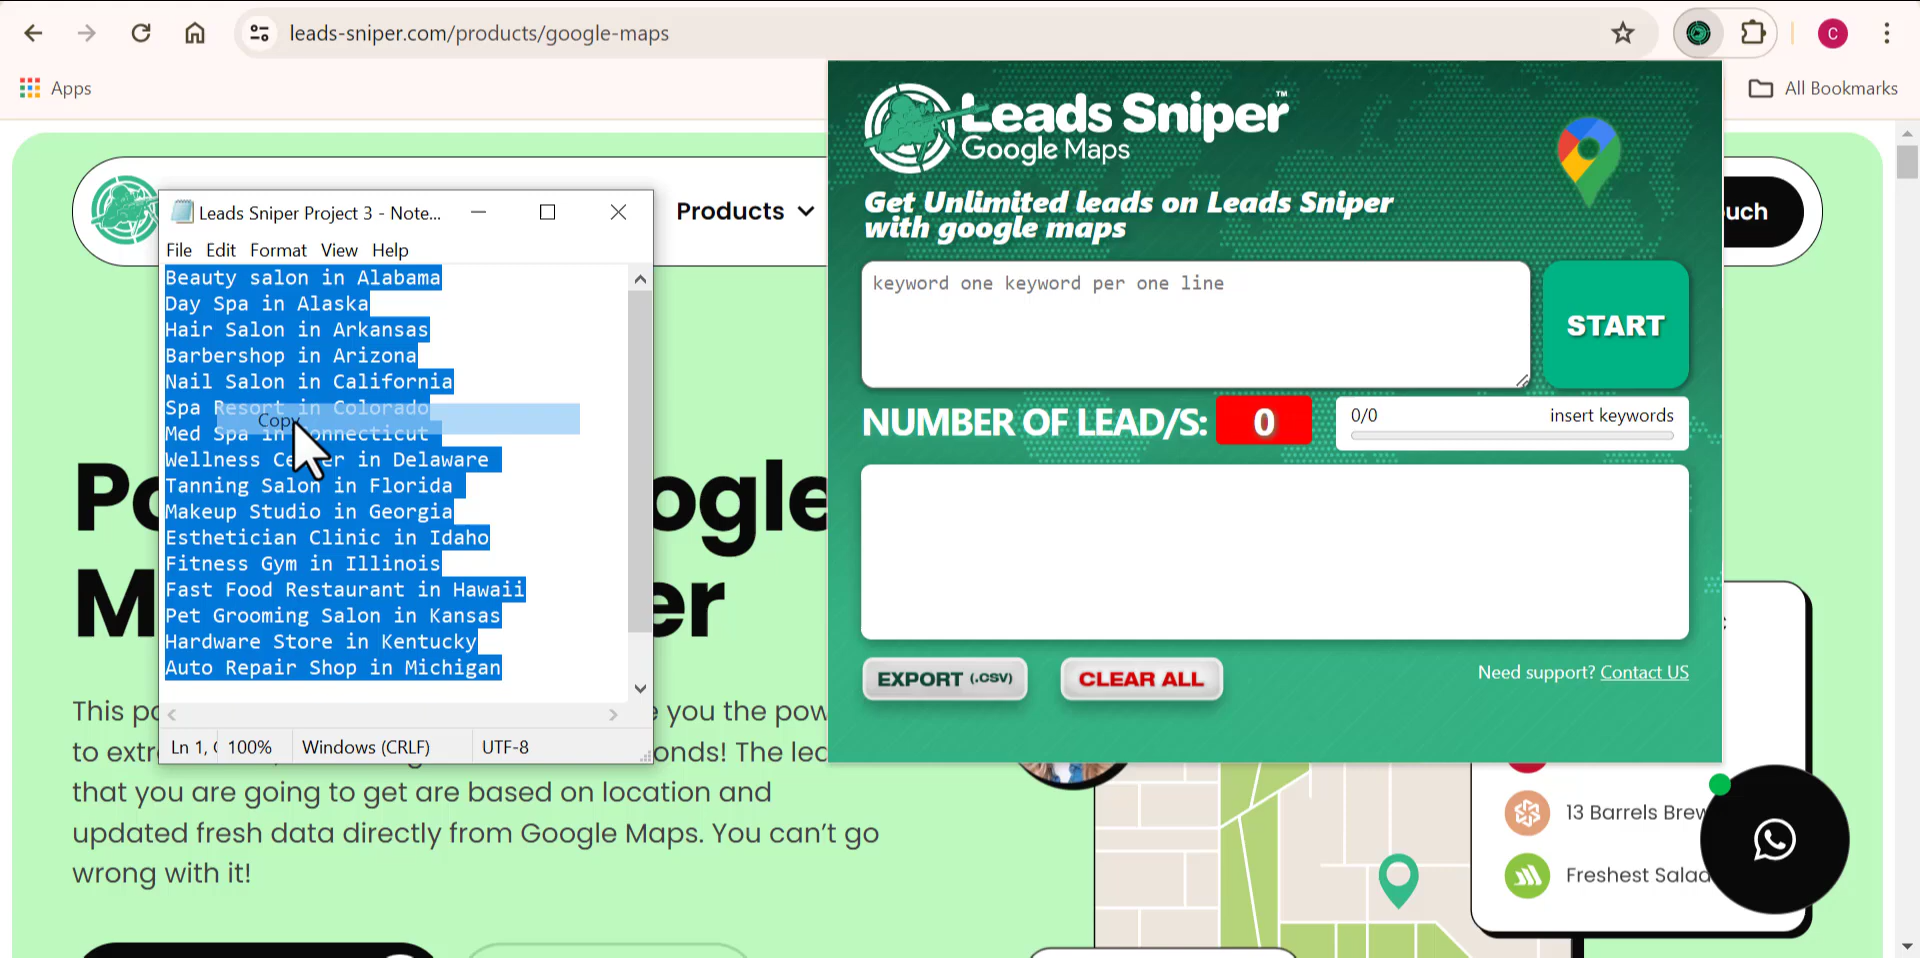 leads-sniper.com/products/google-maps
C
Apps
All Bookmarks
Products
uch
Leads Sniper Project 3 - Note...
File Edit Format View Help
Beauty salon in Alabama
Day Spa in Alaska
Hair Salon in Arkansas
Barbershop in Arizona
Nail Salon in California
Spa Resort in Colorado
Copy
Med Spa in Connecticut
Wellness Center in Delaware
Tanning Salon in Florida
Makeup Studio in Georgia
Esthetician Clinic in Idaho
Fitness Gym in Illinois
Fast Food Restaurant in Hawaii
Pet Grooming Salon in Kansas
Hardware Store in Kentucky
Auto Repair Shop in Michigan
Ln 1, 100% Windows (CRLF) UTF-8
Leads Sniper™
Google Maps
Get Unlimited leads on Leads Sniper
with google maps
keyword one keyword per one line
START
NUMBER OF LEAD/S: 0
0/0 insert keywords
EXPORT (.CSV)
CLEAR ALL
Need support? Contact US
Po ogle
M er
This po e you the pow
to extr onds! The lea
that you are going to get are based on location and
updated fresh data directly from Google Maps. You can't go
wrong with it!
13 Barrels Brew
Freshest Salad